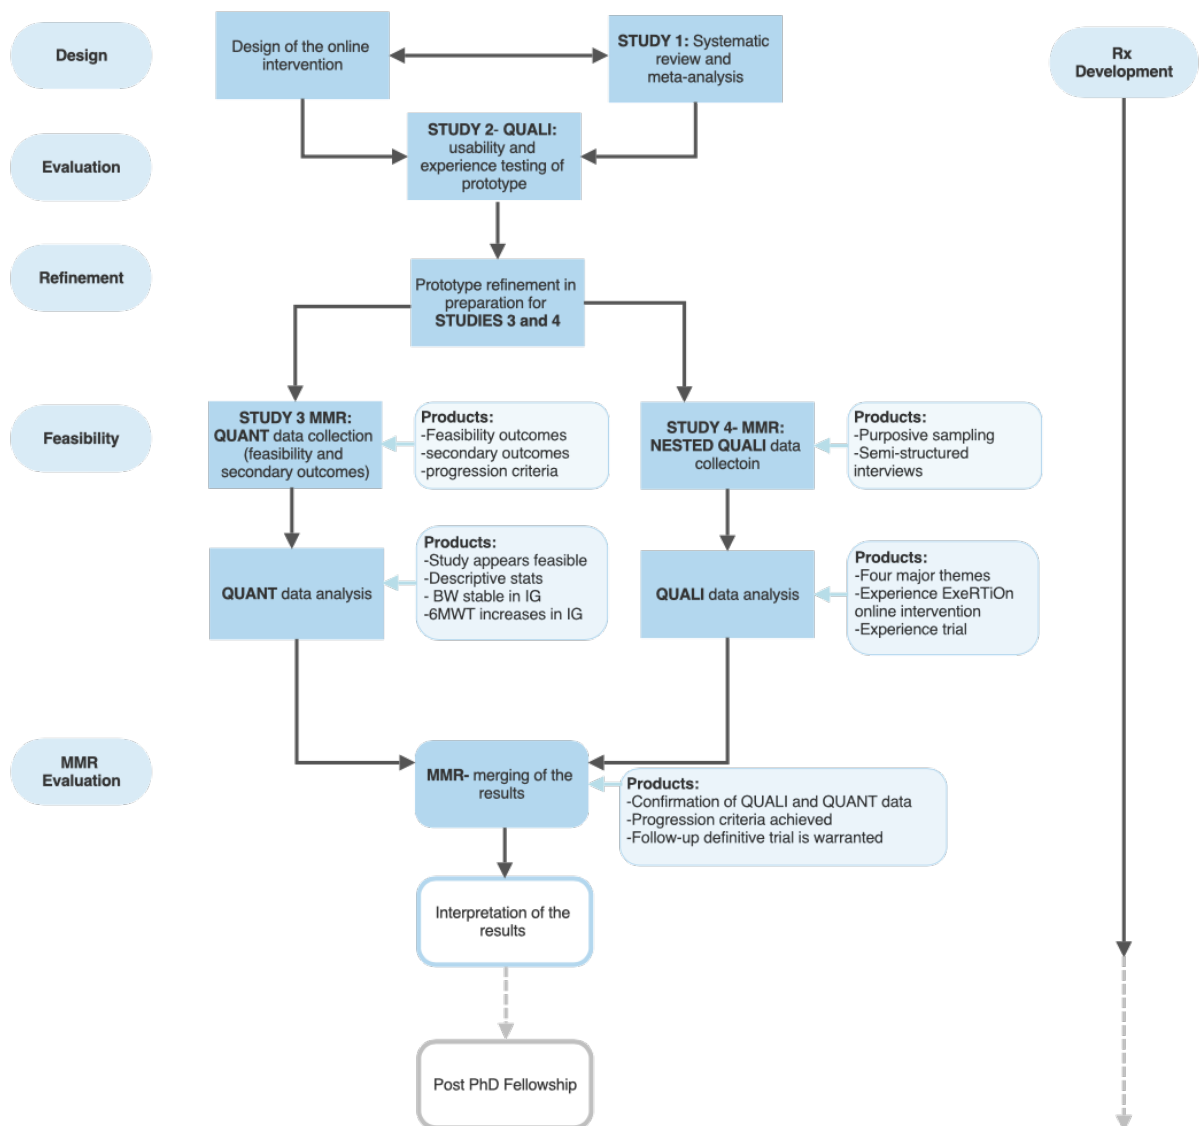 Design
Design of the online
intervention
STUDY 1: Systematic
review and
meta-analysis
Rx
Development
Evaluation
STUDY 2- QUALI:
usability and
experience testing of
prototype
Refinement
Prototype refinement in
preparation for
STUDIES 3 and 4
Feasibility
STUDY 3 MMR:
QUANT data collection
(feasibility and
secondary outcomes)
Products:
-Feasibility outcomes
-secondary outcomes
-progression criteria
STUDY 4- MMR:
NESTED QUALI data
collectoin
Products:
-Purposive sampling
-Semi-structured
interviews
QUANT data analysis
Products:
-Study appears feasible
-Descriptive stats
- BW stable in IG
-6MWT increases in IG
QUALI data analysis
Products:
-Four major themes
-Experience ExeRTiOn
online intervention
-Experience trial
MMR
Evaluation
MMR- merging of the
results
Products:
-Confirmation of QUALI and QUANT data
-Progression criteria achieved
-Follow-up definitive trial is warranted
Interpretation of the
results
Post PhD Fellowship